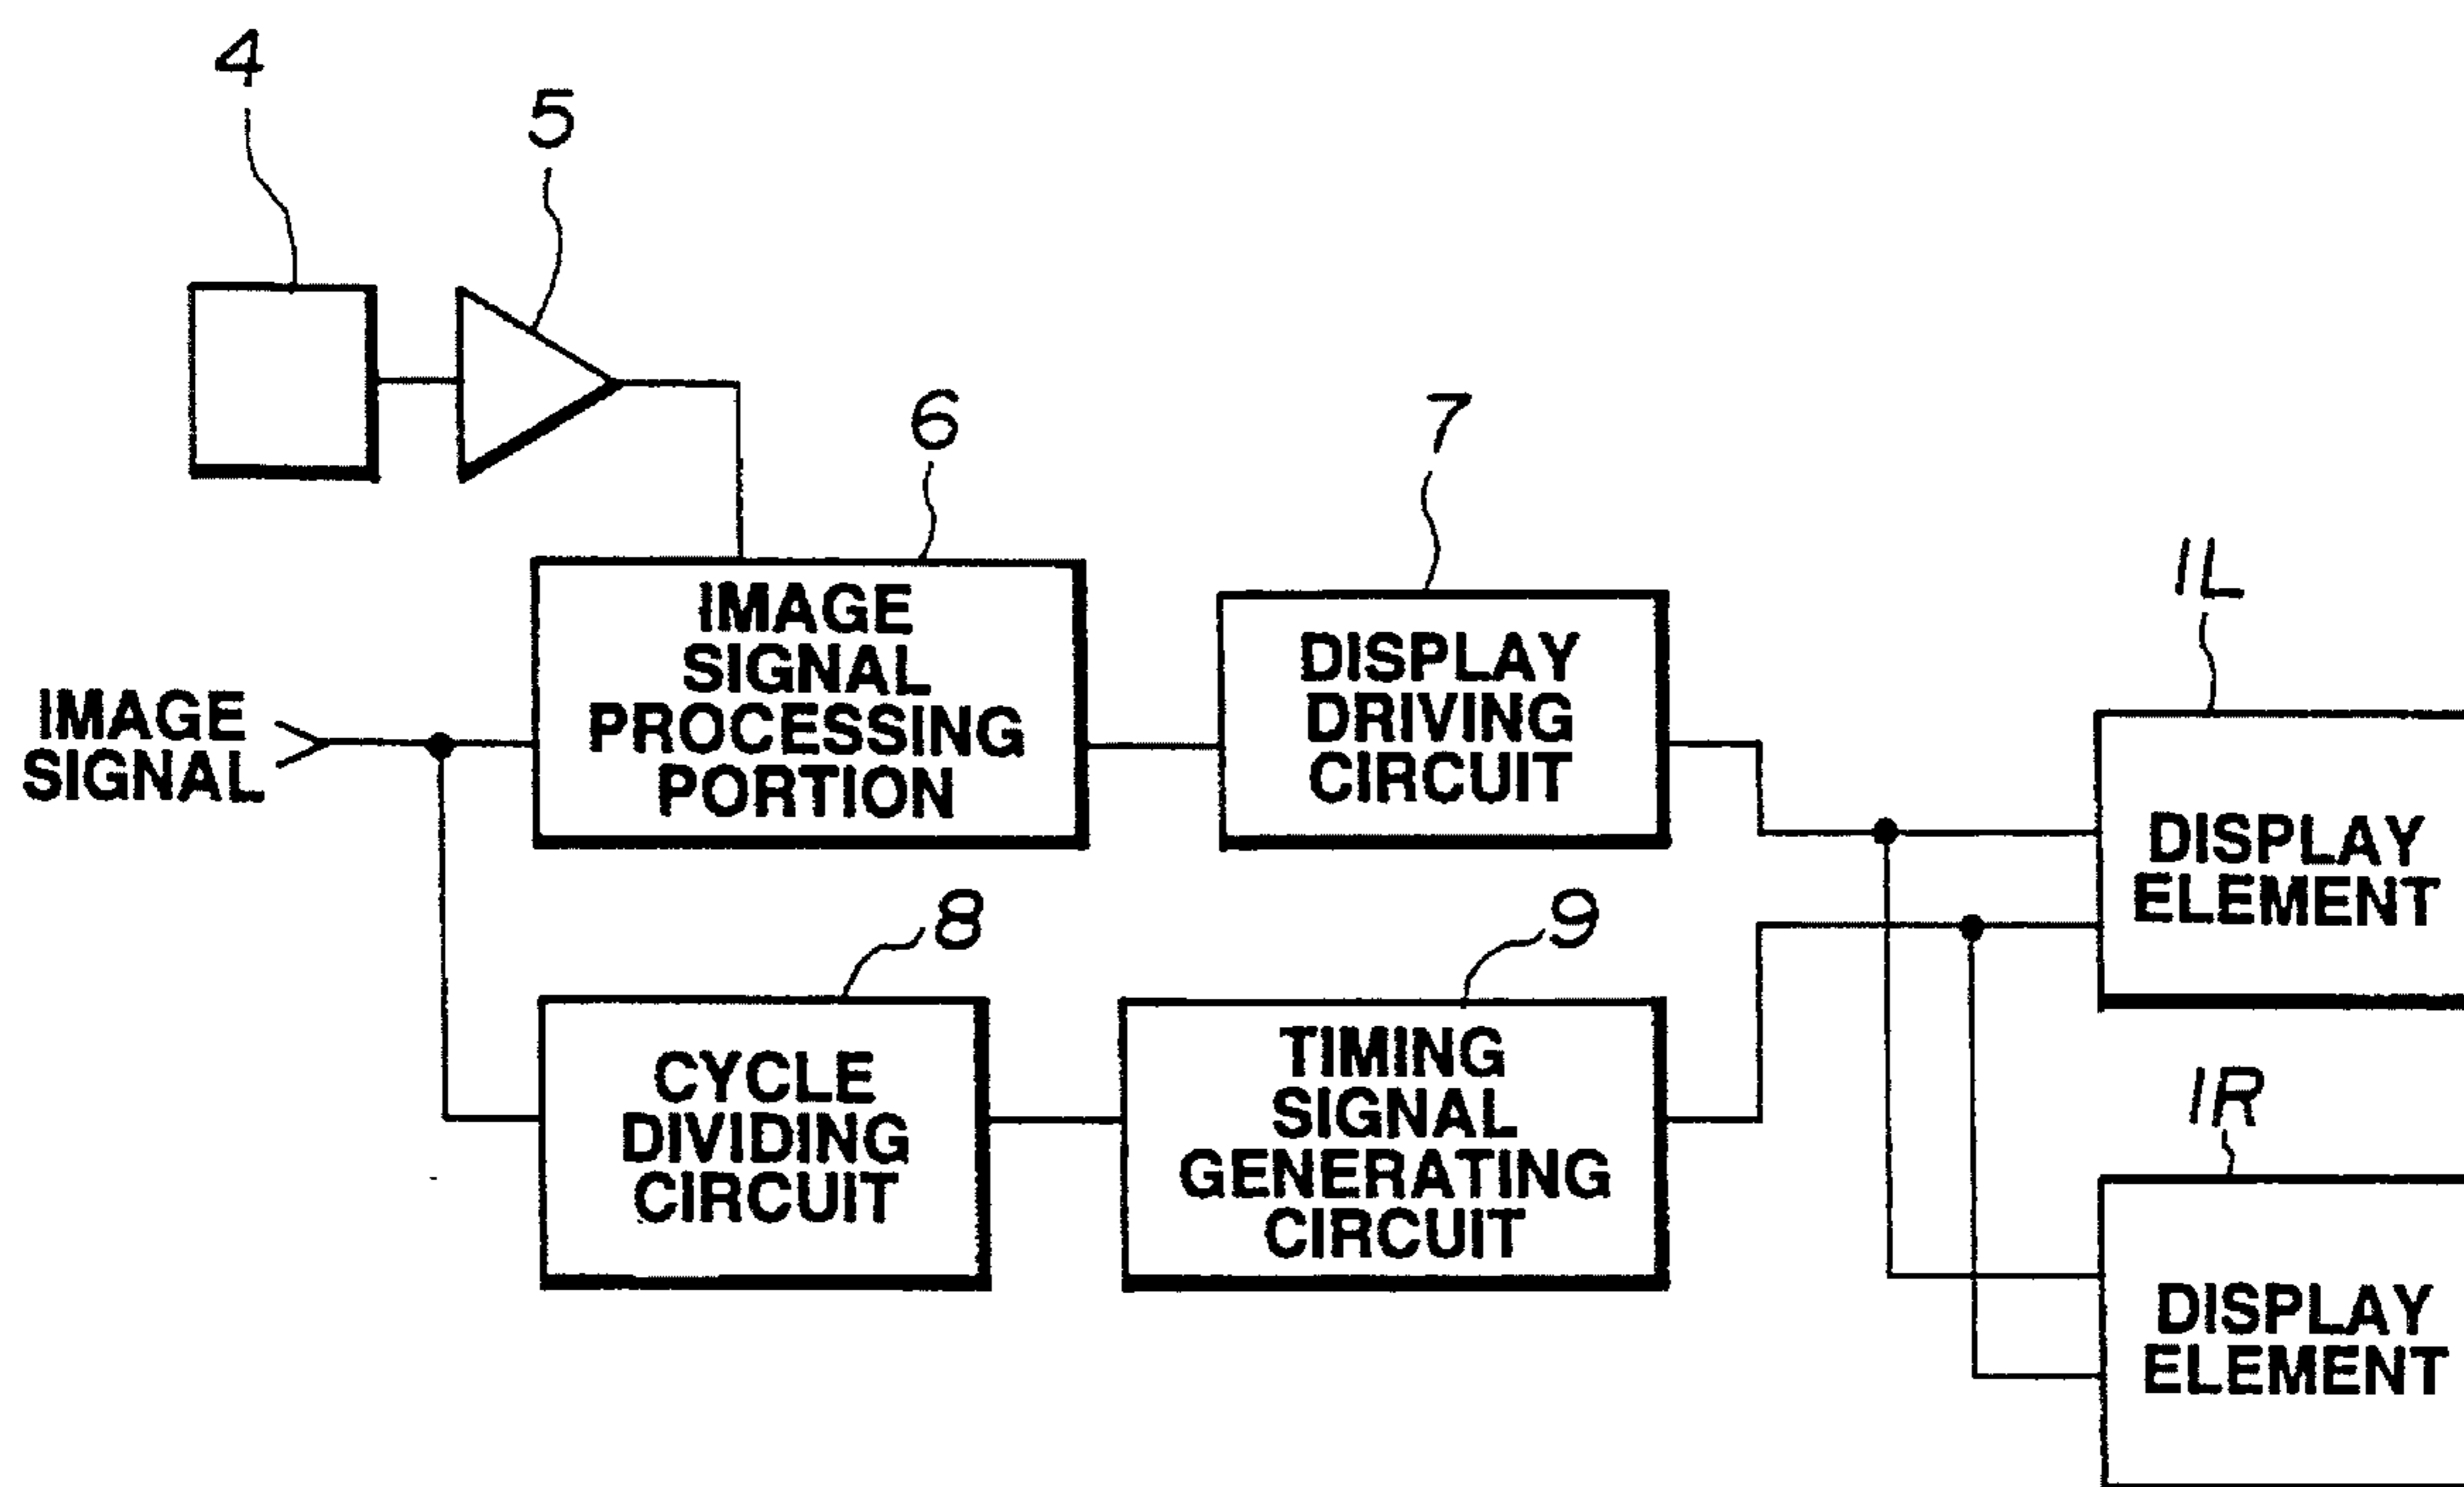 4
5
6
7
1L
IMAGE
SIGNAL
PROCESSING
PORTION
DISPLAY
DRIVING
CIRCUIT
IMAGE
SIGNAL
DISPLAY
ELEMENT
8
9
CYCLE
DIVIDING
CIRCUIT
TIMING
SIGNAL
GENERATING
CIRCUIT
1R
DISPLAY
ELEMENT